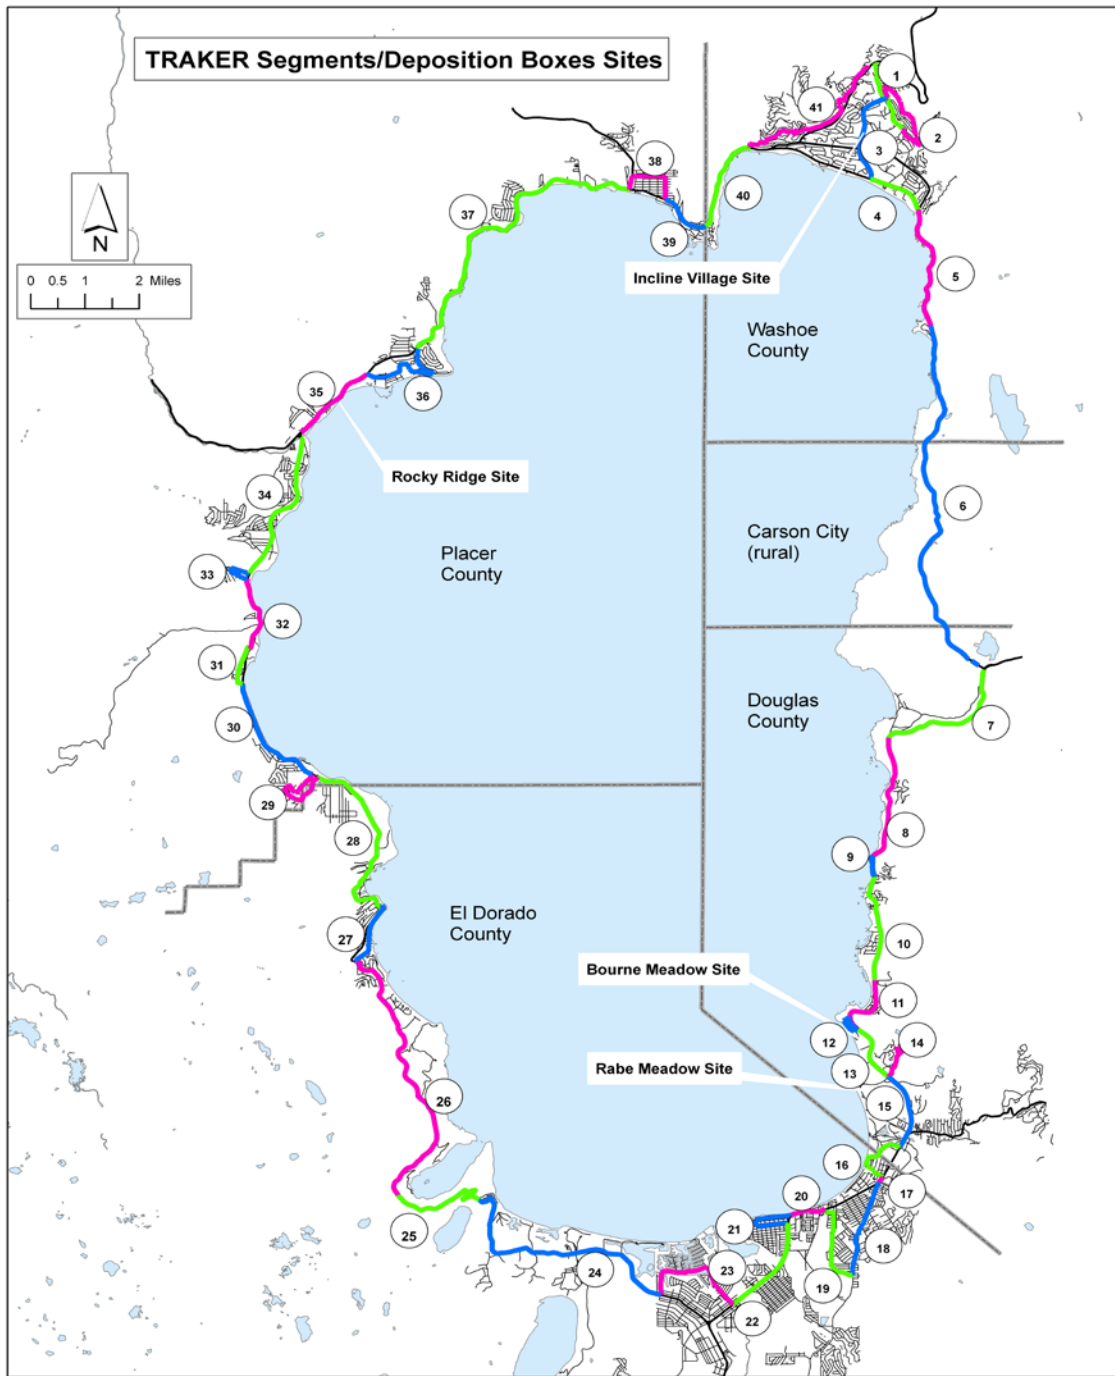 TRAKER Segments/Deposition Boxes Sites
1
41
2
3
38
40
4
37
39
N
0 0.5 1 2 Miles
Incline Village Site
5
Washoe
County
35
36
Rocky Ridge Site
34
6
Carson City
(rural)
Placer
County
33
32
31
Douglas
County
30
7
29
28
8
9
El Dorado
County
27
10
Bourne Meadow Site
11
12
14
Rabe Meadow Site
13
15
26
16
17
20
21
25
18
23
24
19
22